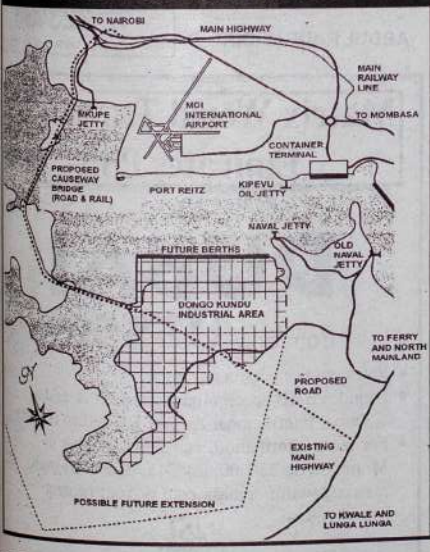 TO NAIROBI
MAIN HIGHWAY
MAIN
RAILWAY
LINE
MKUPE
JETTY
MOI
INTERNATIONAL
AIRPORT
TO MOMBASA
CONTAINER
TERMINAL
PROPOSED
CAUSEWAY
BRIDGE
(ROAD & RAIL)
PORT REITZ
KIPEVU
OIL JETTY
NAVAL JETTY
FUTURE BERTHS
OLD
NAVAL
JETTY
DONGO KUNDU
INDUSTRIAL AREA
TO FERRY
AND NORTH
MAINLAND
N
PROPOSED
ROAD
EXISTING
MAIN
HIGHWAY
POSSIBLE FUTURE EXTENSION
TO KWALE AND
LUNGA LUNGA